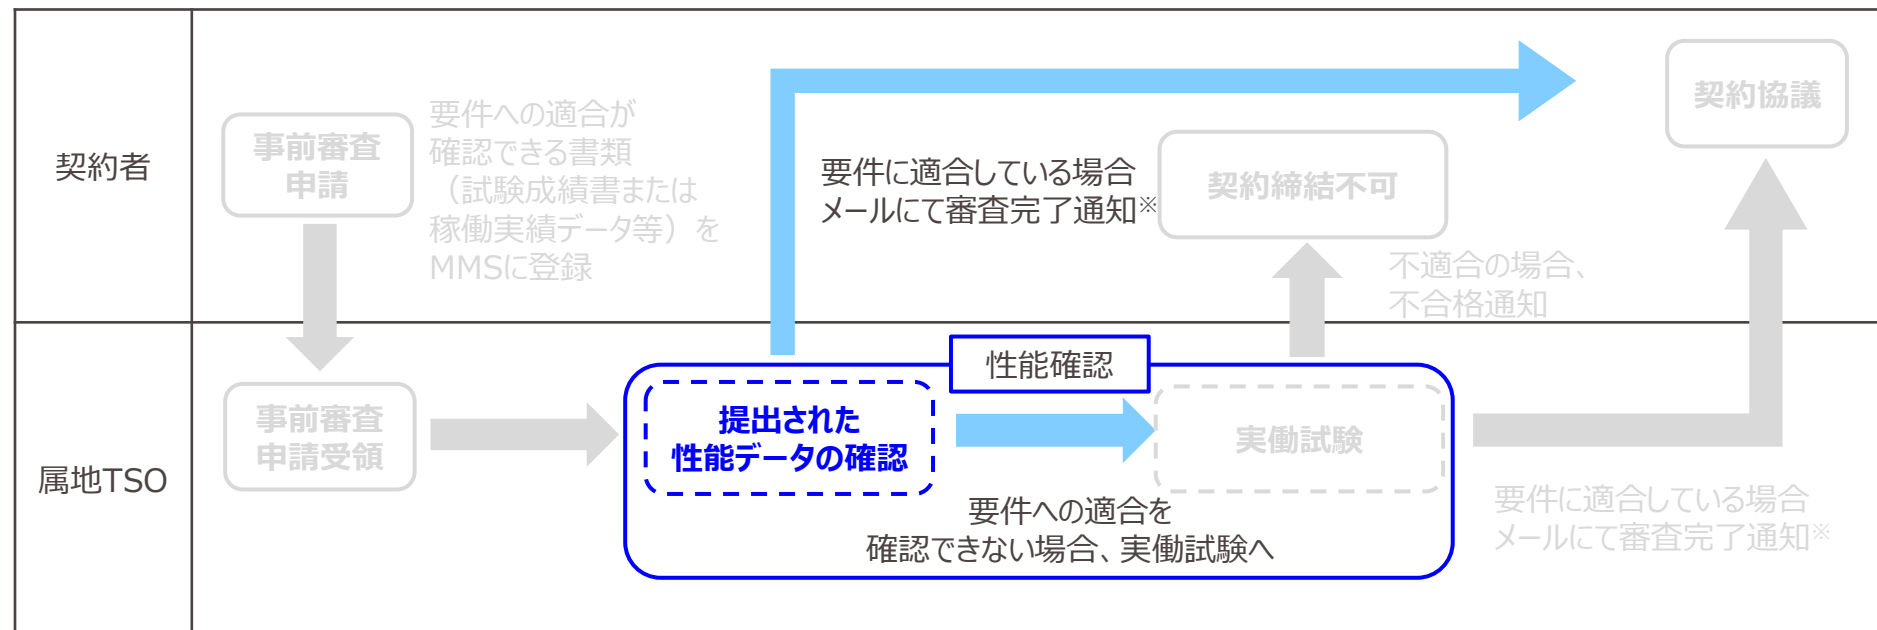 契約者
事前審査
申請
要件への適合が
確認できる書類
（試験成績書または
稼働実績データ等）を
MMSに登録
要件に適合している場合
メールにて審査完了通知※
契約締結不可
契約協議
不適合の場合、
不合格通知
属地TSO
事前審査
申請受領
性能確認
提出された
性能データの確認
実働試験
要件への適合を
確認できない場合、実働試験へ
要件に適合している場合
メールにて審査完了通知※